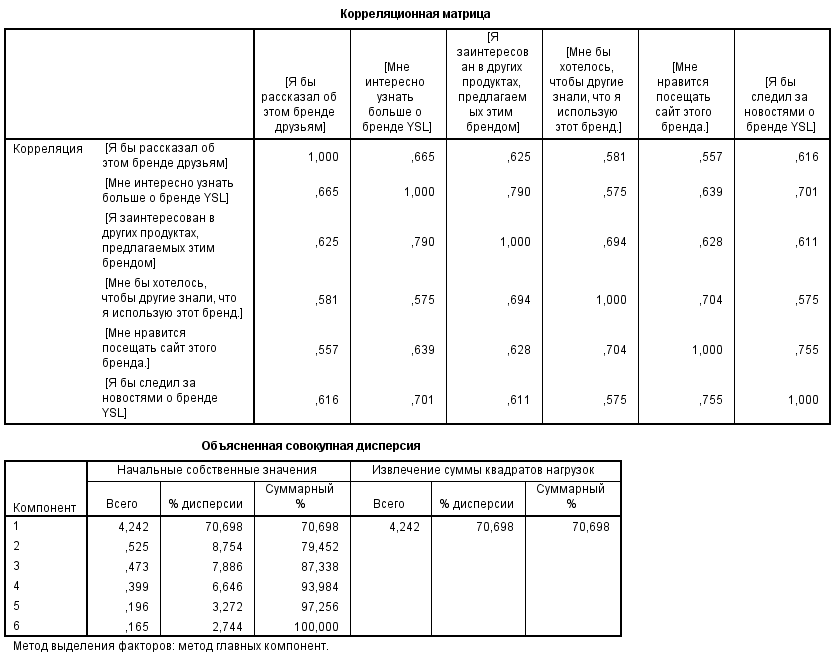 Корреляционная матрица
[Я бы рассказал об этом бренде друзьям] [Мне интересно узнать больше о бренде YSL] [Я заинтересов ан в других продуктах, предлагаем ых этим брендом] [Мне бы хотелось, чтобы другие знали, что я использую этот бренд.] [Мне нравится посещать сайт этого бренда.] [Я бы следил за новостями о бренде YSL]
Корреляция [Я бы рассказал об
этом бренде друзьям] 1,000 ,665 ,625 ,581 ,557 ,616
[Мне интересно узнать
больше о бренде YSL] ,665 1,000 ,790 ,575 ,639 ,701
[Я заинтересован в
других продуктах,
предлагаемых этим
брендом] ,625 ,790 1,000 ,694 ,628 ,611
[Мне бы хотелось,
чтобы другие знали, что
я использую этот бренд.] ,581 ,575 ,694 1,000 ,704 ,575
[Мне нравится
посещать сайт этого
бренда.] ,557 ,639 ,628 ,704 1,000 ,755
[Я бы следил за
новостями о бренде
YSL] ,616 ,701 ,611 ,575 ,755 1,000
Объясненная совокупная дисперсия
Компонент Начальные собственные значения Извлечение суммы квадратов нагрузок
Всего % дисперсии Суммарный % Всего % дисперсии Суммарный %
1 4,242 70,698 70,698 4,242 70,698 70,698
2 ,525 8,754 79,452
3 ,473 7,886 87,338
4 ,399 6,646 93,984
5 ,196 3,272 97,256
6 ,165 2,744 100,000
Метод выделения факторов: метод главных компонент.